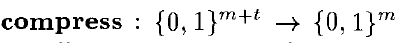 compress : {0, 1}^{m+t} → {0, 1}^m